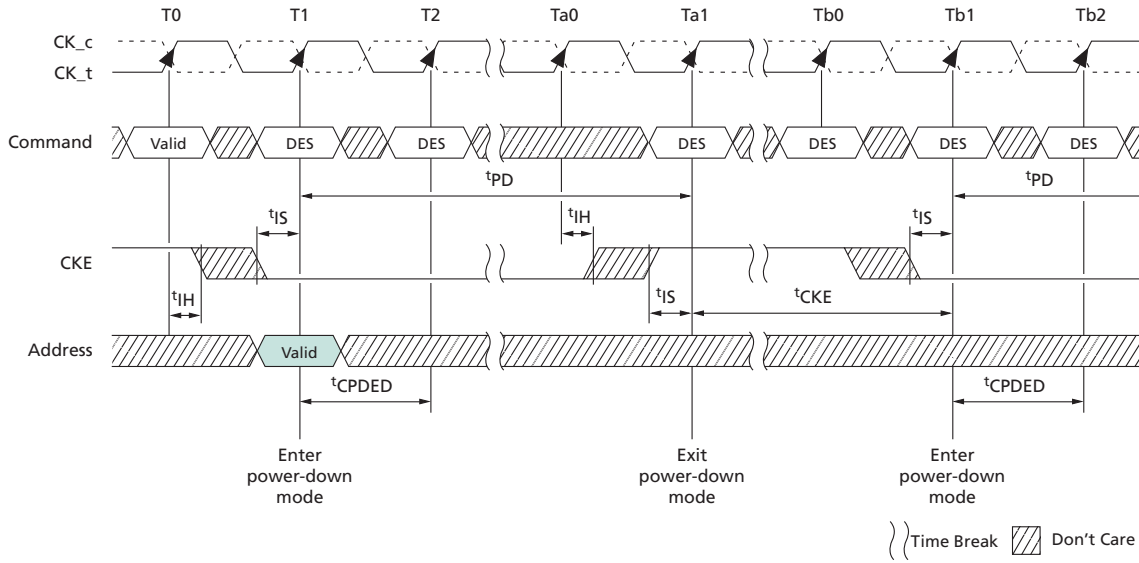 T0 T1 T2 Ta0 Ta1 Tb0 Tb1 Tb2
CK_c
CK_t
Command Valid DES DES DES DES DES DES
tPD tPD
tIS tIH tIS
CKE
tIH tIS tCKE
Address Valid
tCPDED tCPDED
Enter
power-down
mode
Exit
power-down
mode
Enter
power-down
mode
Time Break Don't Care